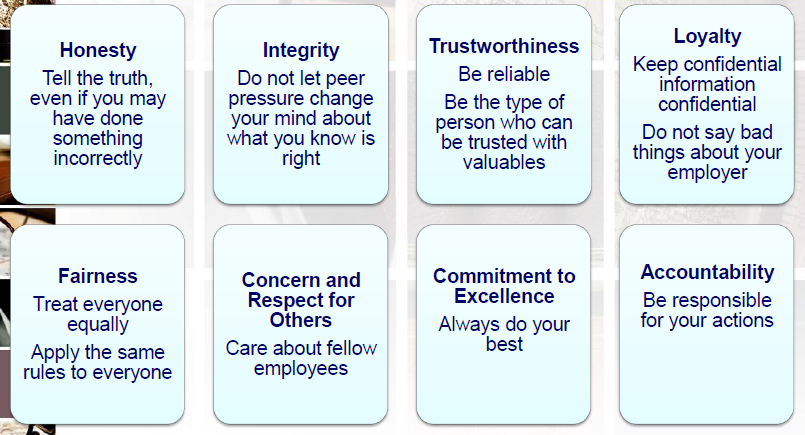 Honesty
Tell the truth,
even if you may
have done
something
incorrectly
Integrity
Do not let peer
pressure change
your mind about
what you know is
right
Trustworthiness
Be reliable
Be the type of
person who can
be trusted with
valuables
Loyalty
Keep confidential
information
confidential
Do not say bad
things about your
employer
Fairness
Treat everyone
equally
Apply the same
rules to everyone
Concern and
Respect for
Others
Care about fellow
employees
Commitment to
Excellence
Always do your
best
Accountability
Be responsible
for your actions